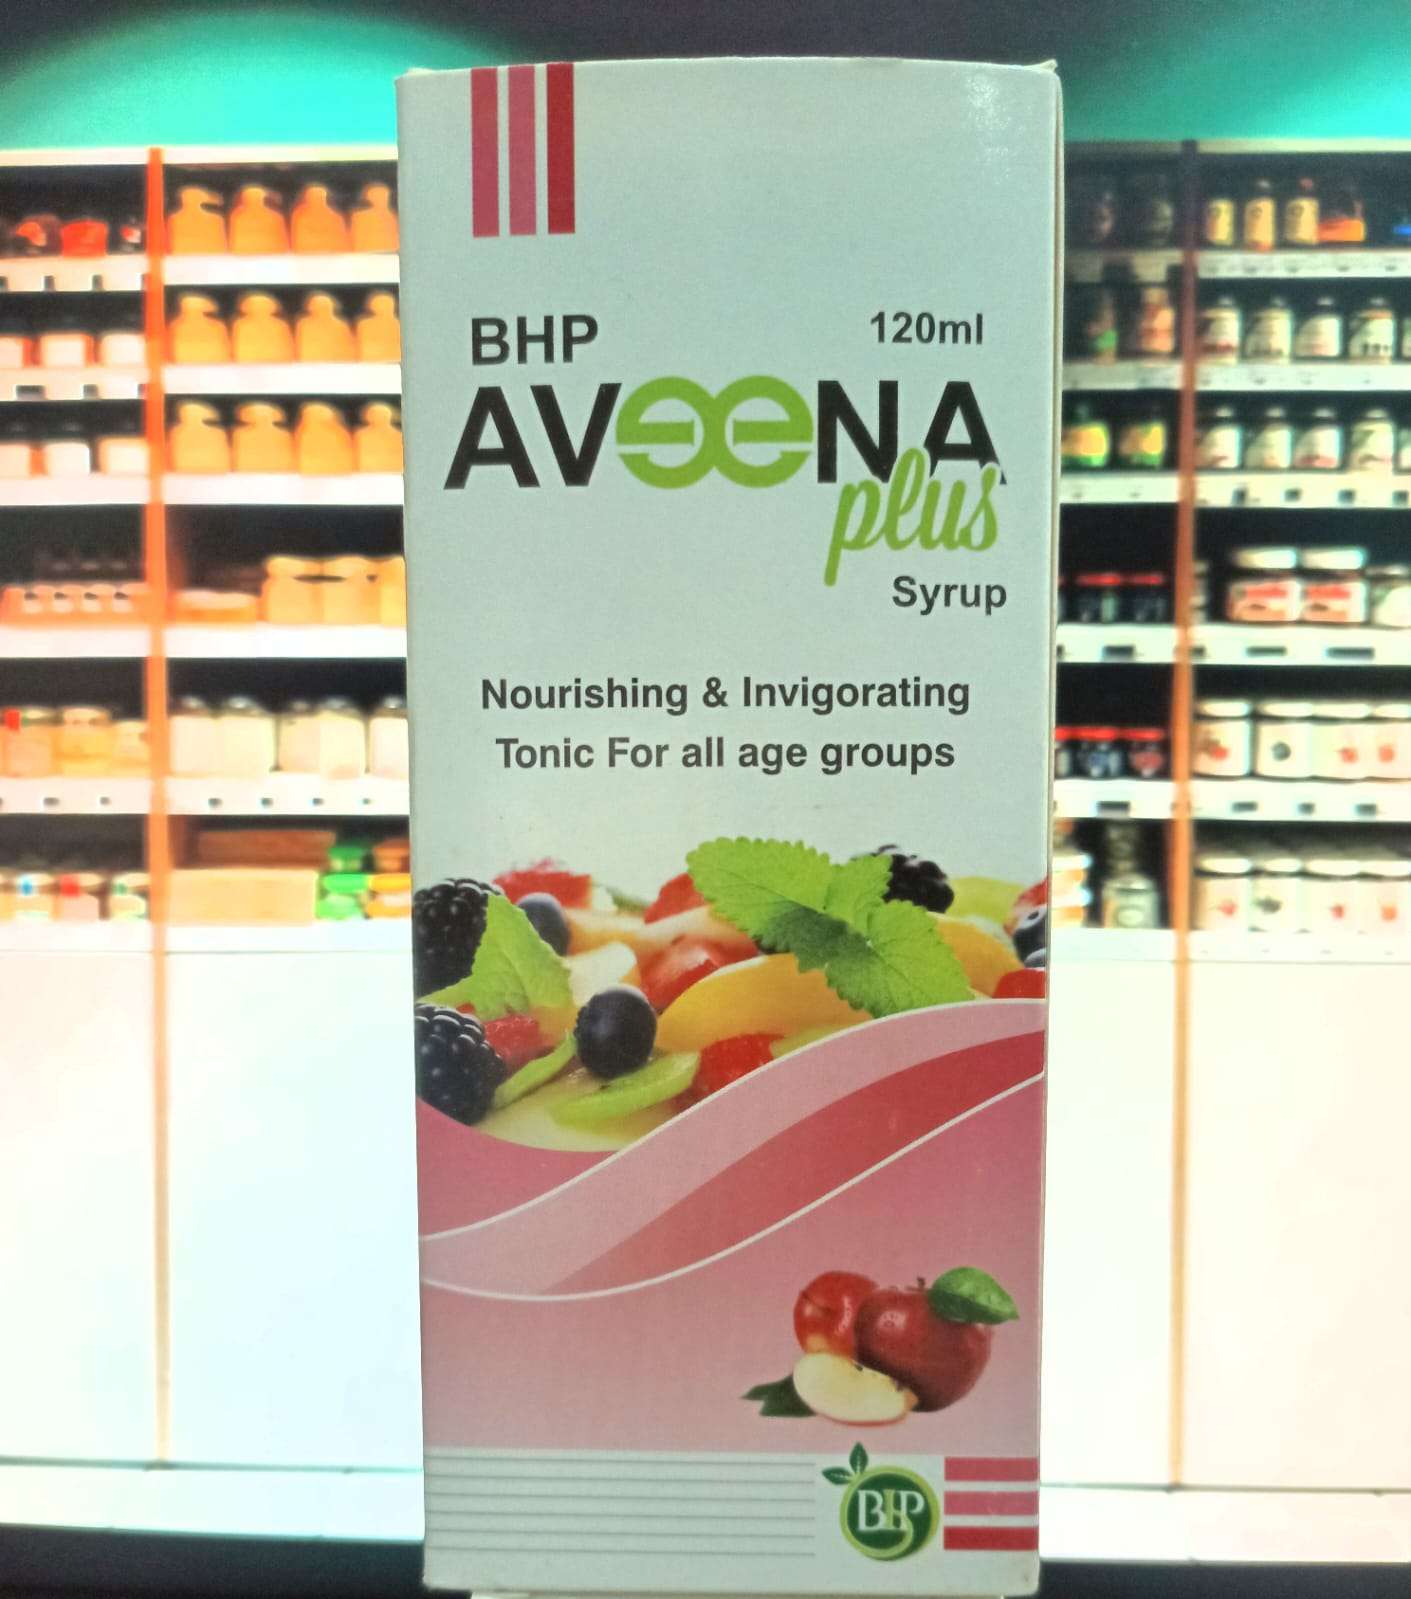 BHP
120ml
AVEENA
plus
Syrup
Nourishing & Invigorating
Tonic For all age groups
BHP